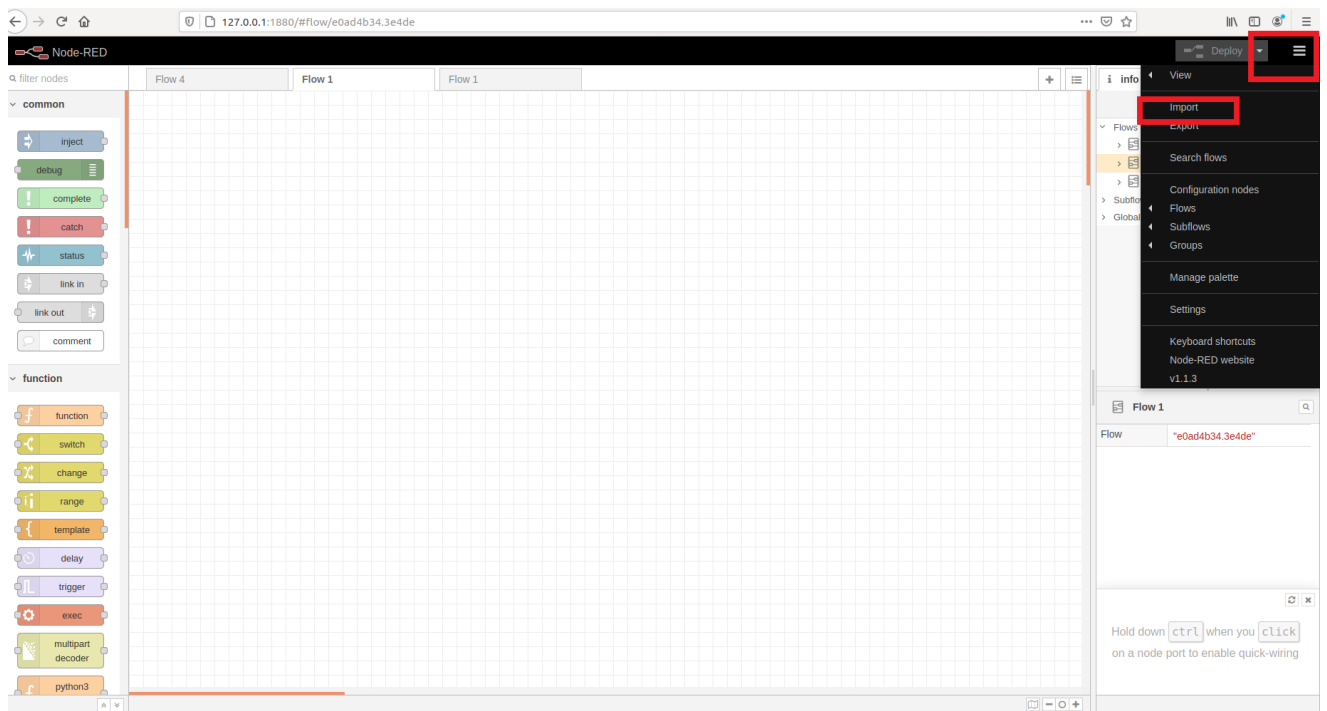 127.0.0.1:1880/#flow/e0ad4b34.3e4de
Node-RED
Deploy
filter nodes
Flow 4
Flow 1
Flow 1
i info
common
inject
debug
complete
catch
status
link in
link out
comment
function
function
switch
change
range
template
delay
trigger
exec
multipart
decoder
python3
View
Import
Export
Search flows
Configuration nodes
Flows
Subflows
Groups
Manage palette
Settings
Keyboard shortcuts
Node-RED website
v1.1.3
Flows
Subflo
Global
Flow 1
Flow "e0ad4b34.3e4de"
Hold down ctrl when you click
on a node port to enable quick-wiring